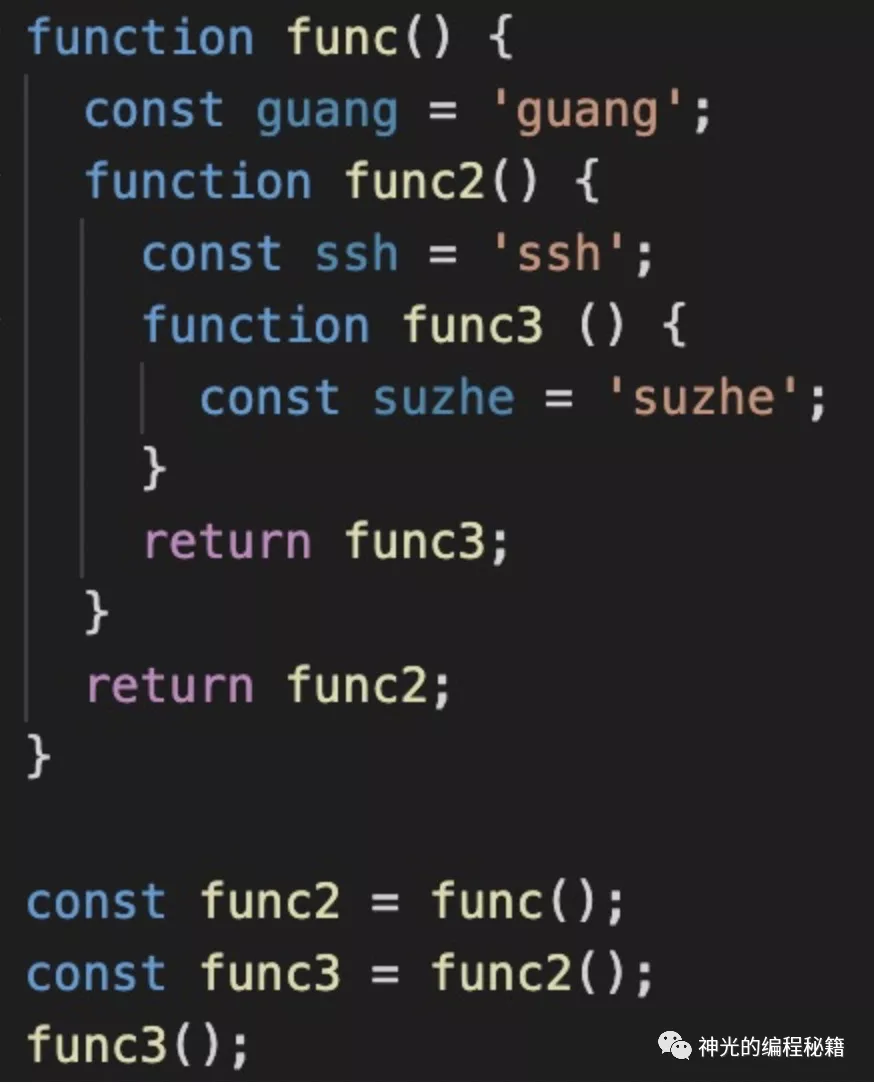 function func() {
  const guang = 'guang';
  function func2() {
    const ssh = 'ssh';
    function func3 () {
      const suzhe = 'suzhe';
    }
    return func3;
  }
  return func2;
}
const func2 = func();
const func3 = func2();
func3();
神光的编程秘籍